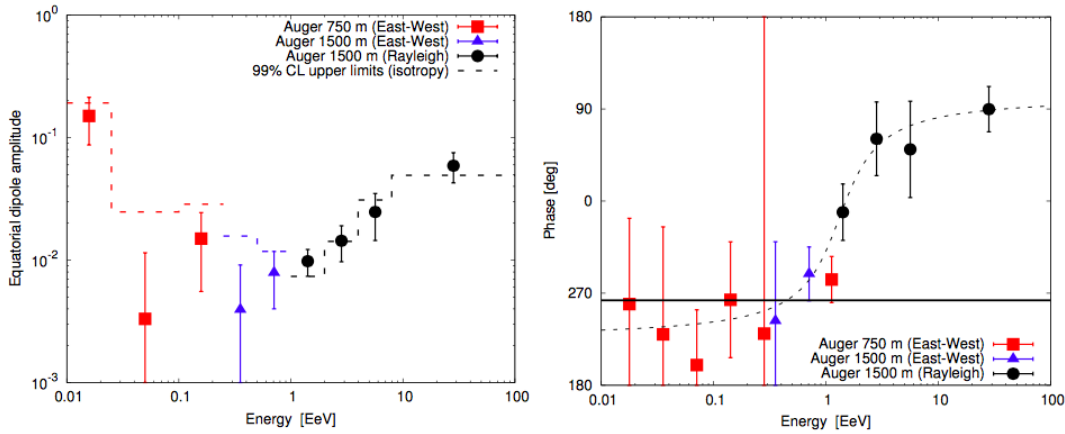 Auger 750 m (East-West)
Auger 1500 m (East-West)
Auger 1500 m (Rayleigh)
99% CL upper limits (isotropy)
10^0
10^-1
10^-2
10^-3
Equatorial dipole amplitude
0.01 0.1 1 10 100
Energy [EeV]
180
90
0
270
180
Phase [deg]
Auger 750 m (East-West)
Auger 1500 m (East-West)
Auger 1500 m (Rayleigh)
0.01 0.1 1 10 100
Energy [EeV]